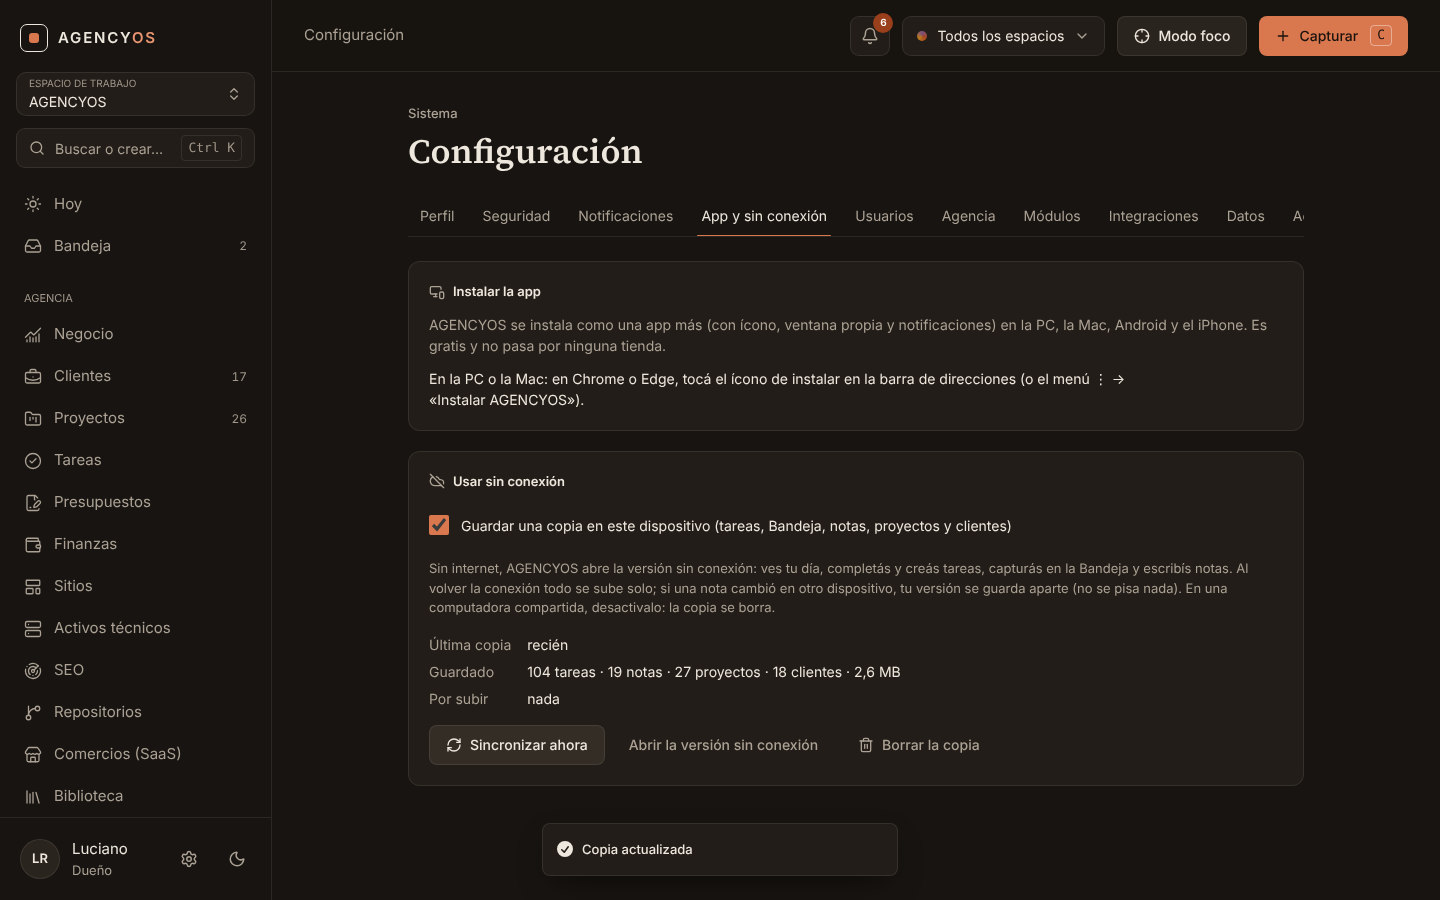 AGENCYOS
ESPACIO DE TRABAJO
AGENCYOS
Buscar o crear... Ctrl K
Hoy
Bandeja 2
AGENCIA
Negocio
Clientes 17
Proyectos 26
Tareas
Presupuestos
Finanzas
Sitios
Activos técnicos
SEO
Repositorios
Comercios (SaaS)
Biblioteca
LR
Luciano
Dueño
Configuración
6
Todos los espacios
Modo foco
Capturar C
Sistema
Configuración
Perfil Seguridad Notificaciones App y sin conexión Usuarios Agencia Módulos Integraciones Datos
Instalar la app
AGENCYOS se instala como una app más (con ícono, ventana propia y notificaciones) en la PC, la Mac, Android y el iPhone. Es
gratis y no pasa por ninguna tienda.
En la PC o la Mac: en Chrome o Edge, tocá el ícono de instalar en la barra de direcciones (o el menú ⋮ →
«Instalar AGENCYOS»).
Usar sin conexión
Guardar una copia en este dispositivo (tareas, Bandeja, notas, proyectos y clientes)
Sin internet, AGENCYOS abre la versión sin conexión: ves tu día, completás y creás tareas, capturás en la Bandeja y escribís notas. Al
volver la conexión todo se sube solo; si una nota cambió en otro dispositivo, tu versión se guarda aparte (no se pisa nada). En una
computadora compartida, desactivalo: la copia se borra.
Última copia recién
Guardado 104 tareas · 19 notas · 27 proyectos · 18 clientes · 2,6 MB
Por subir nada
Sincronizar ahora Abrir la versión sin conexión Borrar la copia
Copia actualizada